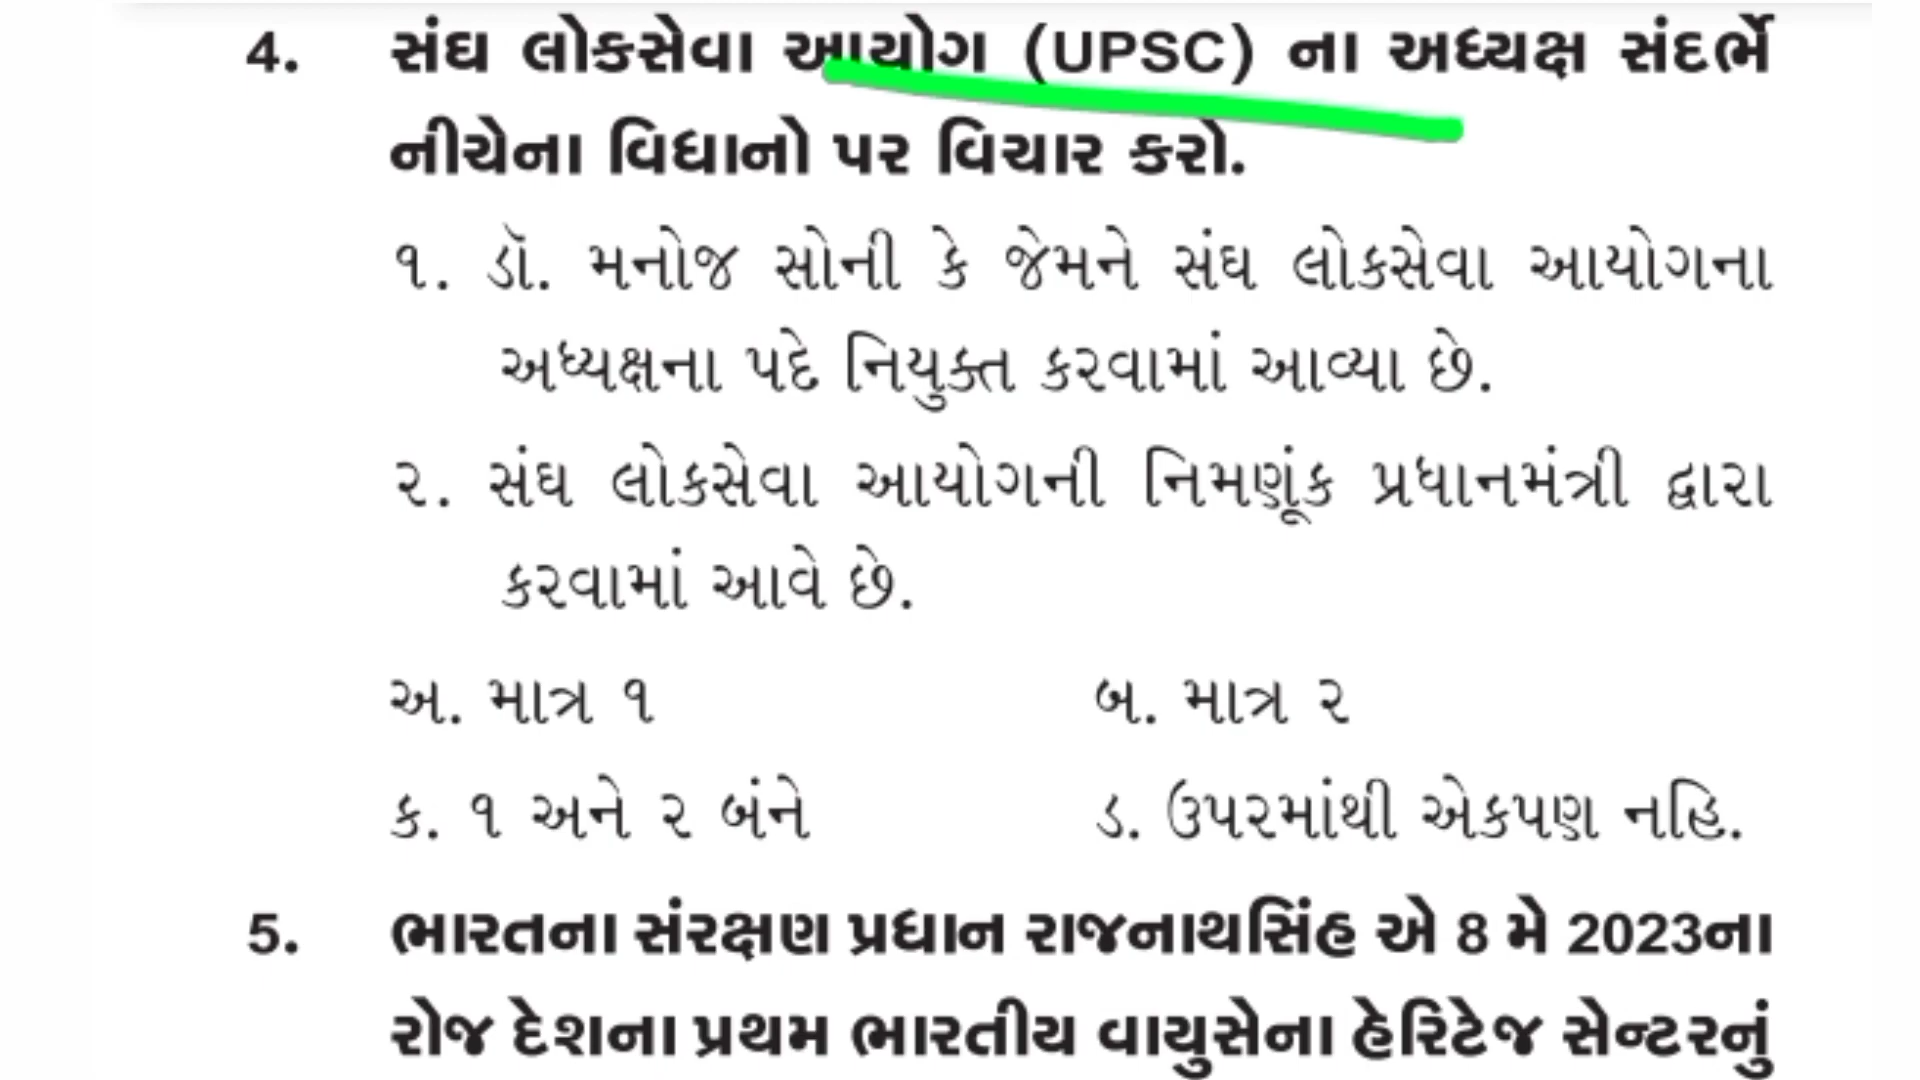 4. સંઘ લોકસેવા આયોગ (UPSC) ના અધ્યક્ષ સંદર્ભે
નીચેના વિધાનો પર વિચાર કરો.
૧. ડૉ. મનોજ સોની કે જેમને સંઘ લોકસેવા આયોગના
અધ્યક્ષના પદે નિયુક્ત કરવામાં આવ્યા છે.
૨. સંઘ લોકસેવા આયોગની નિમણૂંક પ્રધાનમંત્રી દ્વારા
કરવામાં આવે છે.
અ. માત્ર ૧ બ. માત્ર ૨
ક. ૧ અને ૨ બંને ડ. ઉપરમાંથી એકપણ નહિ.
5. ભારતના સંરક્ષણ પ્રધાન રાજનાથસિંહ એ 8 મે 2023ના
રોજ દેશના પ્રથમ ભારતીય વાયુસેના હેરિટેજ સેન્ટરનું